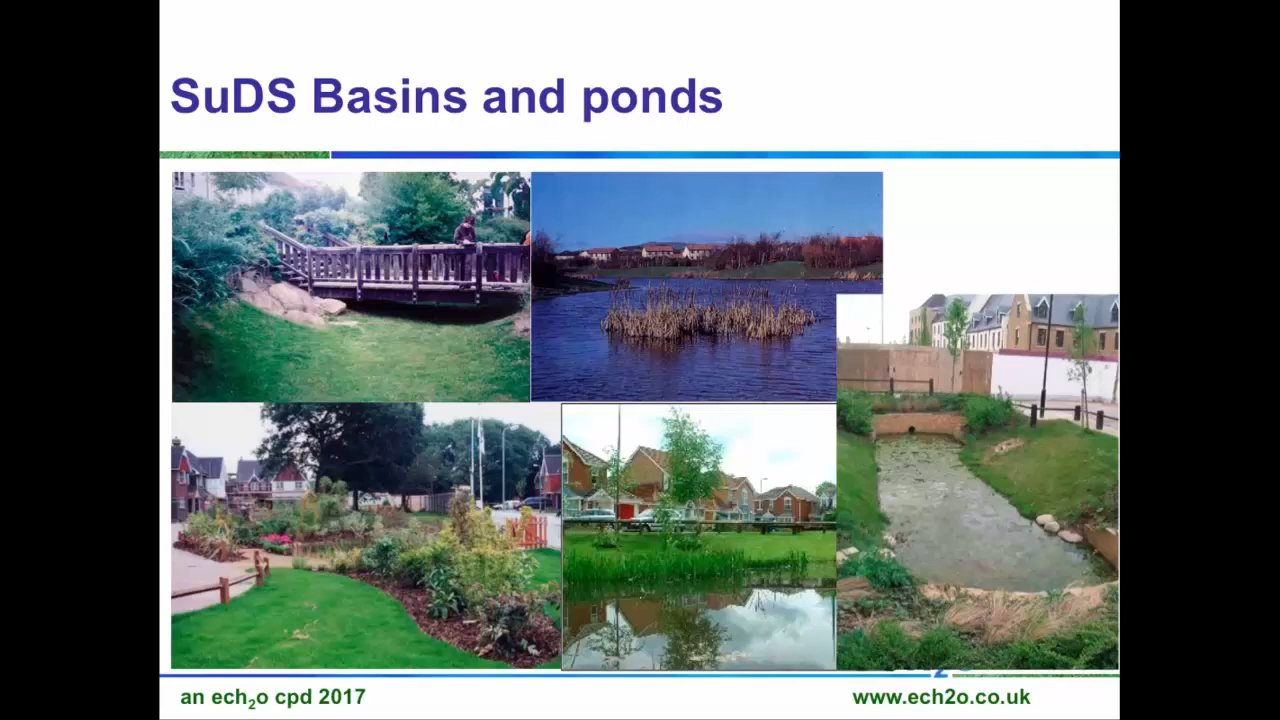 SuDS Basins and ponds
an ech₂o cpd 2017
www.ech2o.co.uk